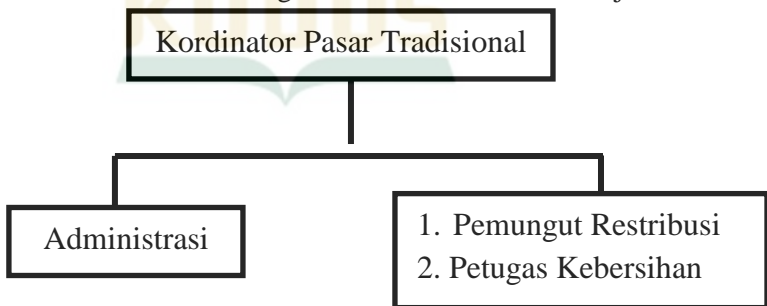 Kordinator Pasar Tradisional
Administrasi
1. Pemungut Restribusi
2. Petugas Kebersihan